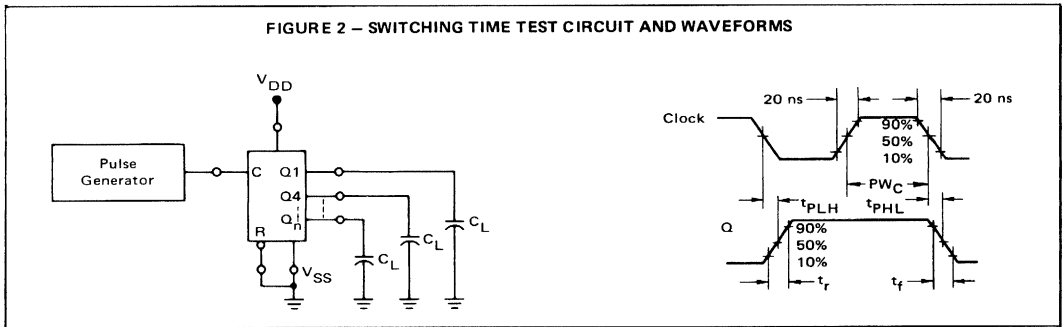 FIGURE 2 – SWITCHING TIME TEST CIRCUIT AND WAVEFORMS
VDD
Pulse
Generator
C
Q1
Q4
Qn
R
VSS
CL
CL
CL
20 ns
20 ns
Clock
90%
50%
10%
PWC
tPLH
tPHL
Q
90%
50%
10%
tr
tf